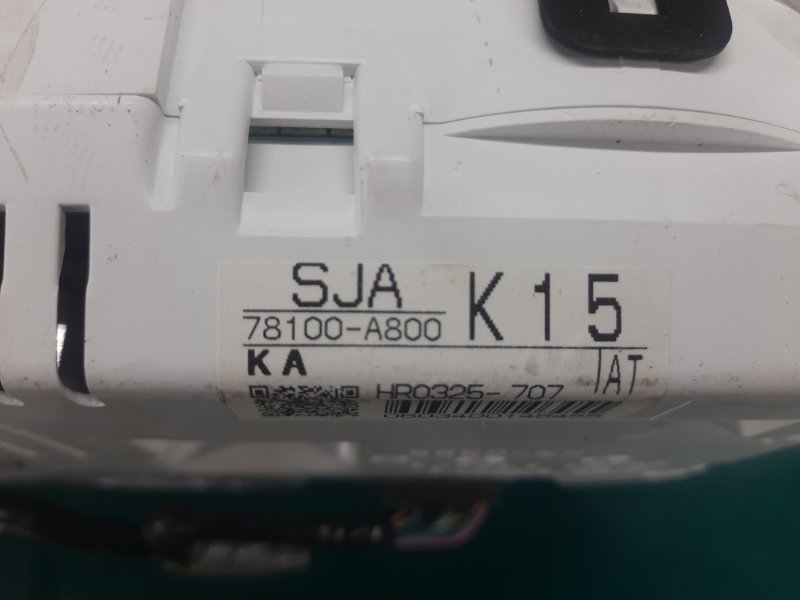 SJA
78100-A800
K15
KA
AT
HR0325-707